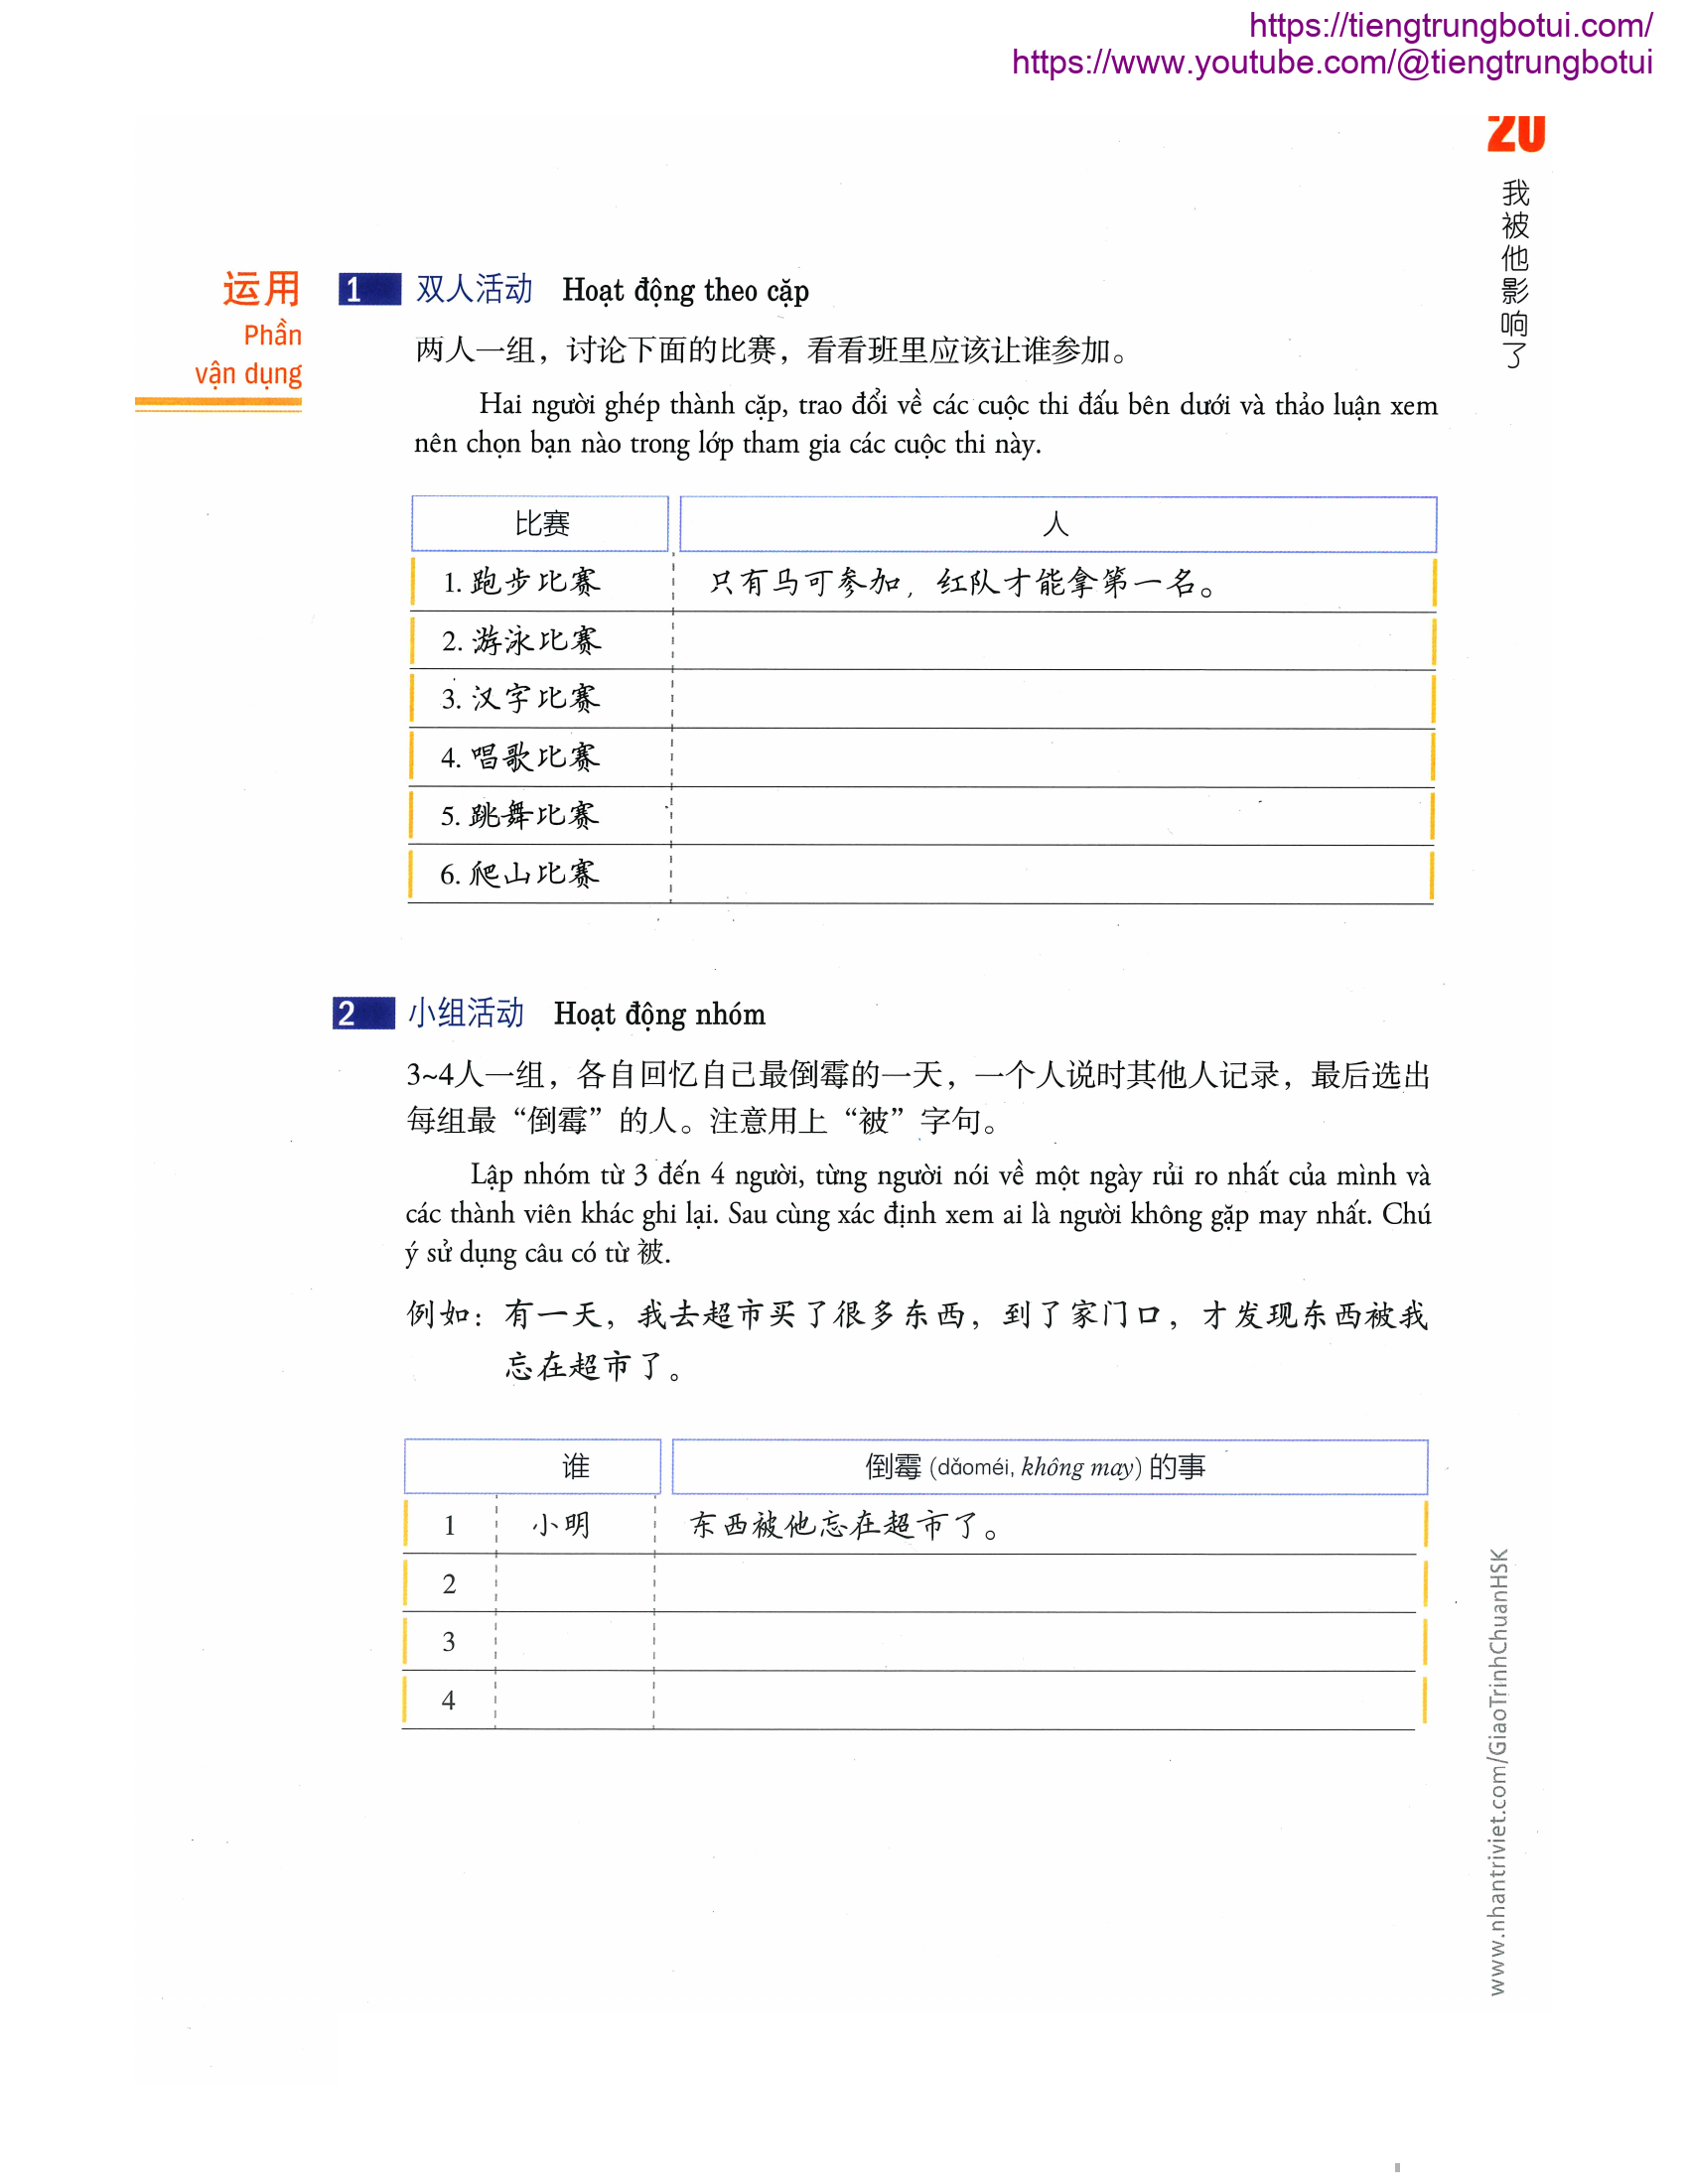 https://tiengtrungbotui.com/
https://www.youtube.com/@tiengtrungbotui
20
我被他影响了
运用
Phần
vận dụng
1 双人活动 Hoạt động theo cặp
两人一组，讨论下面的比赛，看看班里应该让谁参加。
Hai người ghép thành cặp, trao đổi về các cuộc thi đấu bên dưới và thảo luận xem
nên chọn bạn nào trong lớp tham gia các cuộc thi này.
比赛 人
1. 跑步比赛 只有马可参加，红队才能拿第一名。
2. 游泳比赛
3. 汉字比赛
4. 唱歌比赛
5. 跳舞比赛
6. 爬山比赛
2 小组活动 Hoạt động nhóm
3~4人一组，各自回忆自己最倒霉的一天，一个人说时其他人记录，最后选出
每组最“倒霉”的人。注意用上“被”字句。
Lập nhóm từ 3 đến 4 người, từng người nói về một ngày rủi ro nhất của mình và
các thành viên khác ghi lại. Sau cùng xác định xem ai là người không gặp may nhất. Chú
ý sử dụng câu có từ 被.
例如：有一天，我去超市买了很多东西，到了家门口，才发现东西被我
忘在超市了。
谁 倒霉 (dǎoméi, không may) 的事
1 小明 东西被他忘在超市了。
2
3
4
www.nhantriviet.com/GiaoTrinhChuanHSK